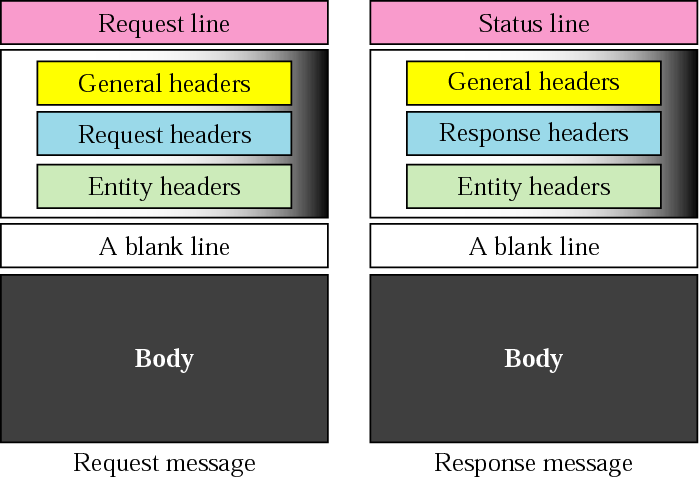 Request line
General headers
Request headers
Entity headers
A blank line
Body
Request message
Status line
General headers
Response headers
Entity headers
A blank line
Body
Response message